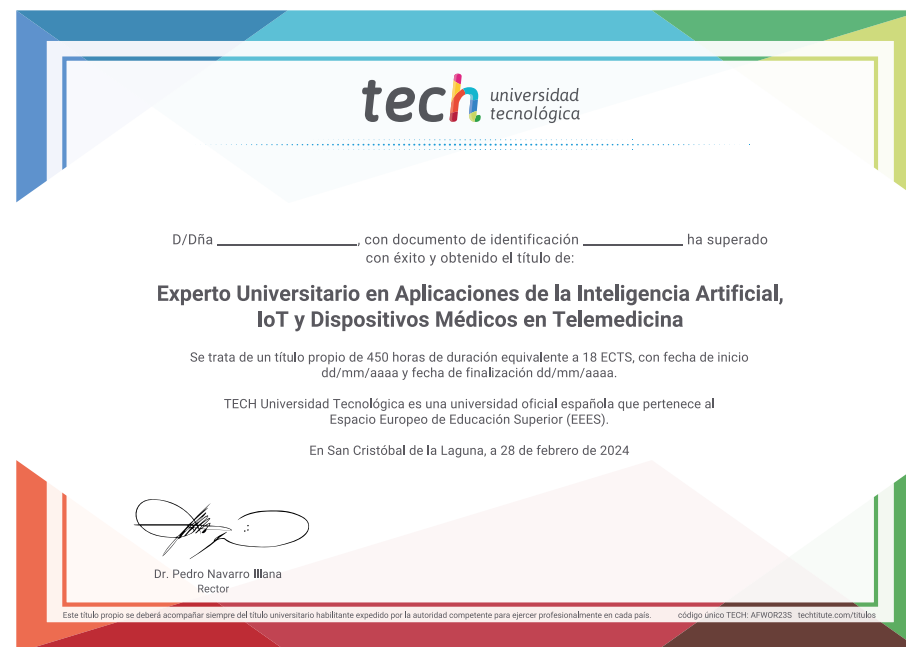 tech universidad
tecnológica
D/Dña ____________________, con documento de identificación ______________ ha superado
con éxito y obtenido el título de:
Experto Universitario en Aplicaciones de la Inteligencia Artificial,
IoT y Dispositivos Médicos en Telemedicina
Se trata de un título propio de 450 horas de duración equivalente a 18 ECTS, con fecha de inicio
dd/mm/aaaa y fecha de finalización dd/mm/aaaa.
TECH Universidad Tecnológica es una universidad oficial española que pertenece al
Espacio Europeo de Educación Superior (EEES).
En San Cristóbal de la Laguna, a 28 de febrero de 2024
Dr. Pedro Navarro Illana
Rector
Este título propio se deberá acompañar siempre del título universitario habilitante expedido por la autoridad competente para ejercer profesionalmente en cada país. código único TECH: AFWOR23S techtitute.com/titulos